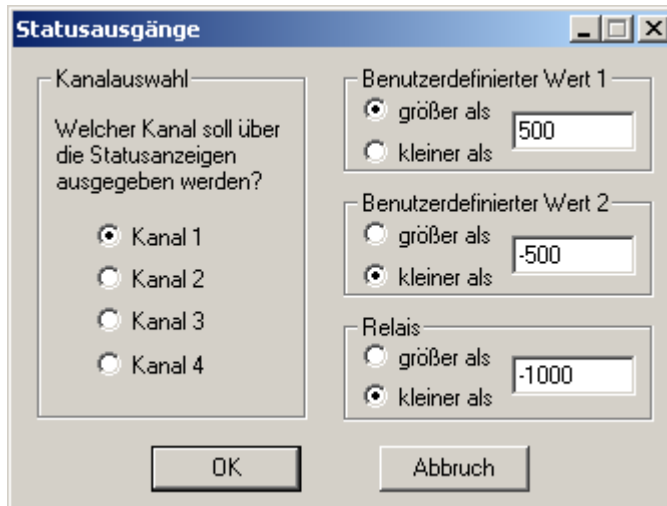 Statusausgänge
Kanalauswahl
Welcher Kanal soll über
die Statusanzeigen
ausgegeben werden?
Kanal 1
Kanal 2
Kanal 3
Kanal 4
Benutzerdefinierter Wert 1
größer als
500
kleiner als
Benutzerdefinierter Wert 2
größer als
-500
kleiner als
Relais
größer als
-1000
kleiner als
OK
Abbruch